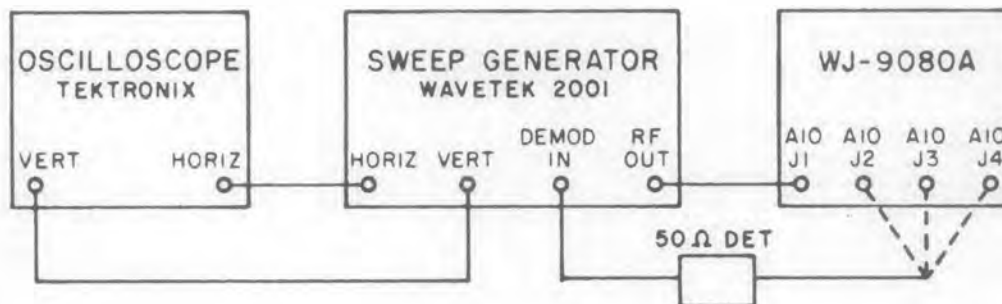 OSCILLOSCOPE
TEKTRONIX
VERT
HORIZ
SWEEP GENERATOR
WAVETEK 2001
HORIZ
VERT
DEMOD
IN
RF
OUT
WJ-9080A
A10
J1
A10
J2
A10
J3
A10
J4
50Ω DET